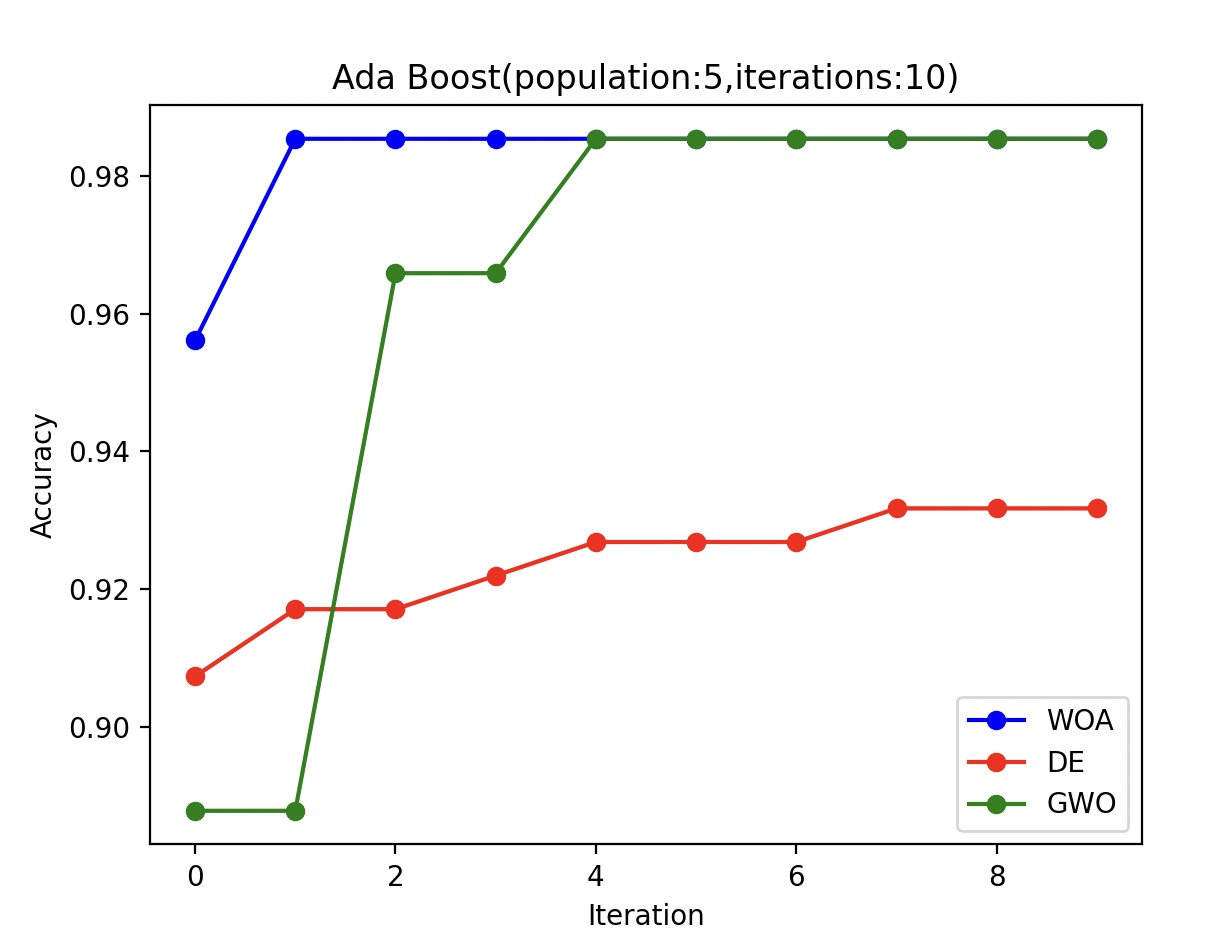 Ada Boost(population:5,iterations:10)
0.98
0.96
0.94
0.92
0.90
Accuracy
0
2
4
6
8
Iteration
WOA
DE
GWO